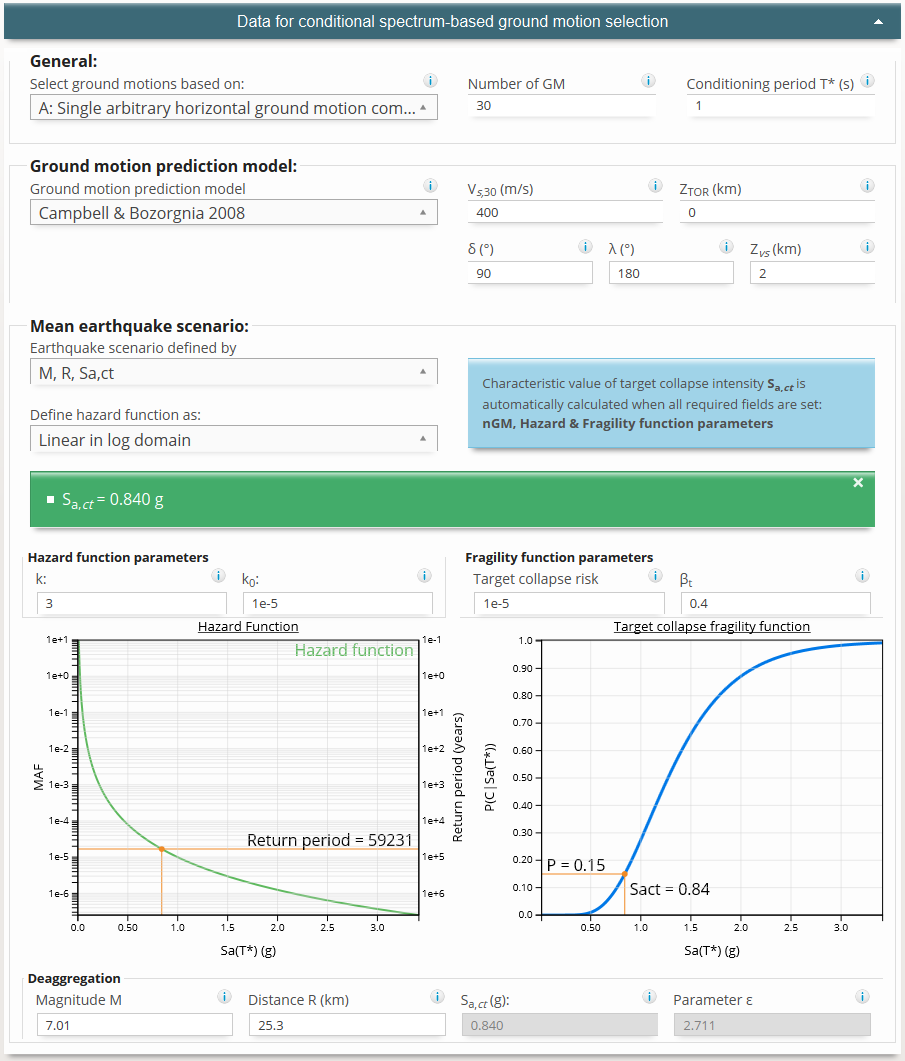 Data for conditional spectrum-based ground motion selection
General:
Select ground motions based on:
A: Single arbitrary horizontal ground motion com...
Number of GM
30
Conditioning period T* (s)
1
Ground motion prediction model:
Ground motion prediction model
Campbell & Bozorgnia 2008
Vs,30 (m/s)
400
ZTOR (km)
0
δ (°)
90
λ (°)
180
Zvs (km)
2
Mean earthquake scenario:
Earthquake scenario defined by
M, R, Sa,ct
Define hazard function as:
Linear in log domain
Characteristic value of target collapse intensity Sa,ct is
automatically calculated when all required fields are set:
nGM, Hazard & Fragility function parameters
Sa,ct = 0.840 g
Hazard function parameters
k:
3
k0:
1e-5
Fragility function parameters
Target collapse risk
1e-5
βt
0.4
Hazard Function
Hazard function
1e+1
1e+0
1e-1
1e-2
1e-3
1e-4
1e-5
1e-6
MAF
1e-1
1e+0
1e+1
1e+2
1e+3
1e+4
1e+5
1e+6
Return period (years)
Return period = 59231
0.0 0.50 1.0 1.5 2.0 2.5 3.0
Sa(T*) (g)
Target collapse fragility function
1.0
0.90
0.80
0.70
0.60
0.50
0.40
0.30
0.20
0.10
0.0
P(C|Sa(T*))
P = 0.15
Sact = 0.84
0.50 1.0 1.5 2.0 2.5 3.0
Sa(T*) (g)
Deaggregation
Magnitude M
7.01
Distance R (km)
25.3
Sa,ct (g):
0.840
Parameter ε
2.711